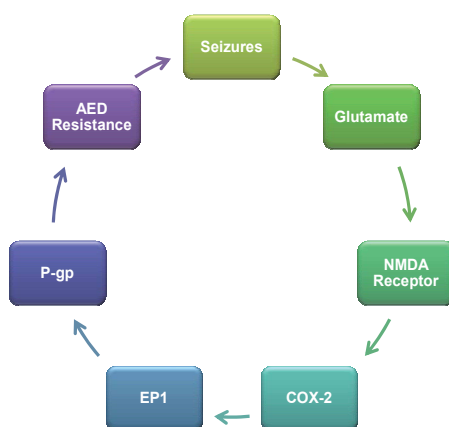 Seizures
Glutamate
NMDA
Receptor
COX-2
EP1
P-gp
AED
Resistance